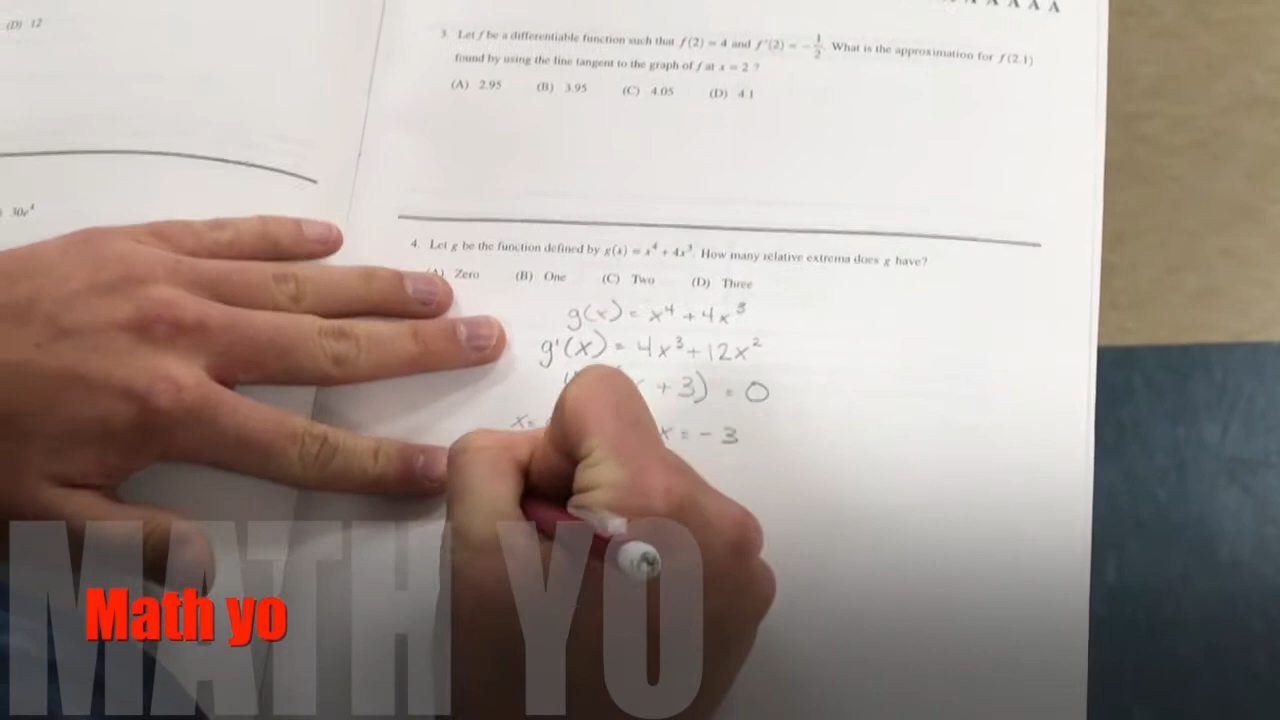 (D) 12
30e⁴
A A A A
3. Let f be a differentiable function such that f(2) = 4 and f′(2) = −1/2. What is the approximation for f(2.1)
found by using the line tangent to the graph of f at x = 2 ?
(A) 2.95 (B) 3.95 (C) 4.05 (D) 4.1
4. Let g be the function defined by g(x) = x⁴ + 4x³. How many relative extrema does g have?
Zero (B) One (C) Two (D) Three
g(x) = x⁴ + 4x³
g'(x) = 4x³ + 12x²
+ 3) = 0
x = x = - 3
MATH YO
Math yo